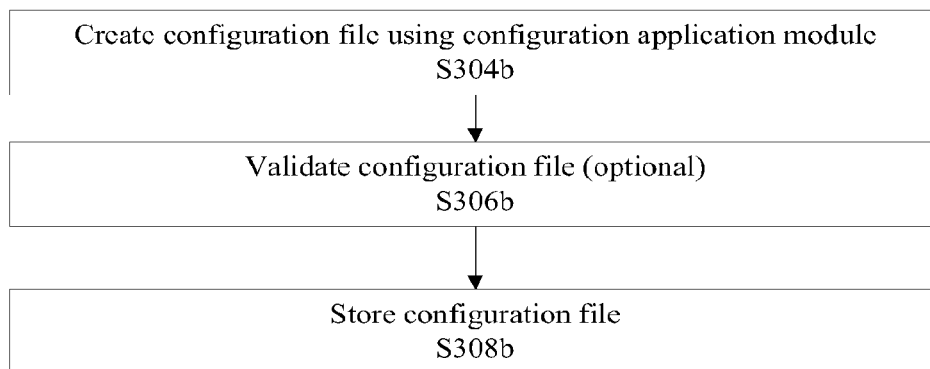 Create configuration file using configuration application module
S304b
Validate configuration file (optional)
S306b
Store configuration file
S308b